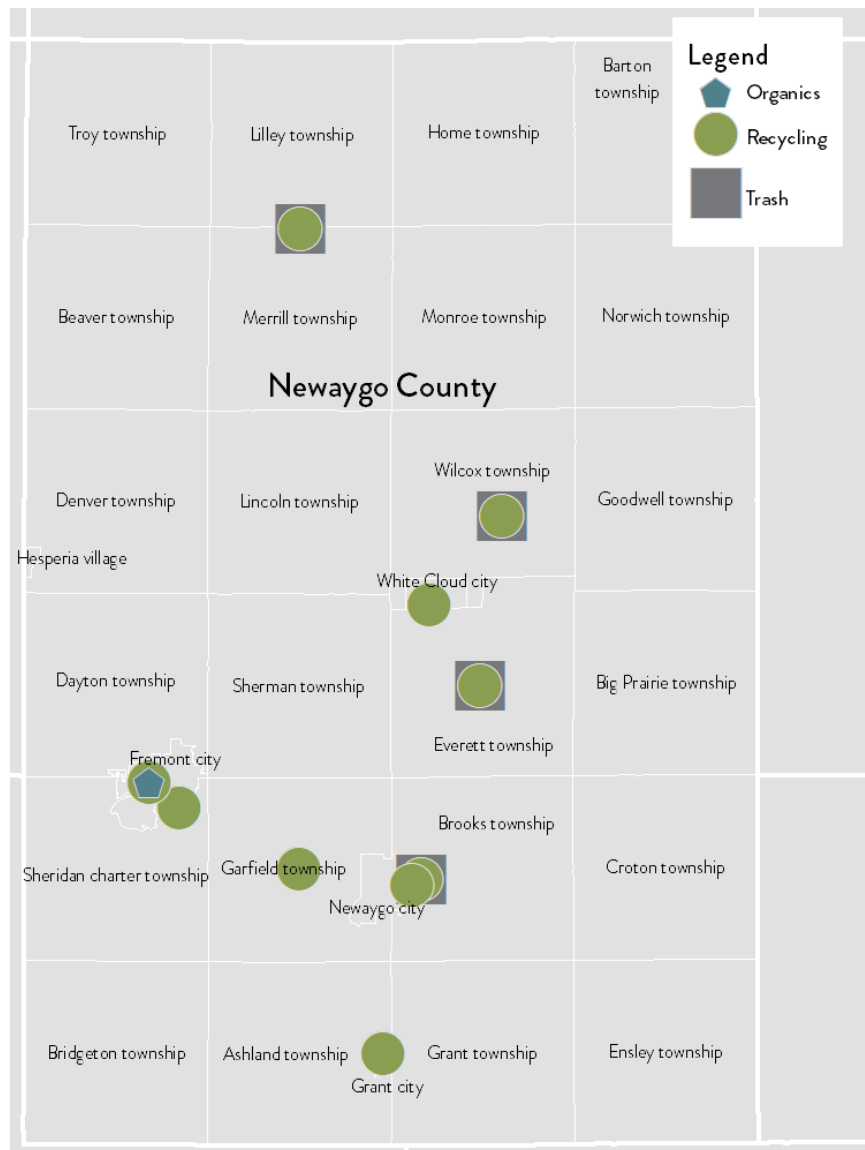 Legend
Organics
Recycling
Trash
Barton
township
Troy township
Lilley township
Home township
Beaver township
Merrill township
Monroe township
Norwich township
Newaygo County
Wilcox township
Denver township
Lincoln township
Goodwell township
Hesperia village
White Cloud city
Dayton township
Sherman township
Big Prairie township
Everett township
Fremont city
Brooks township
Sheridan charter township
Garfield township
Croton township
Newaygo city
Bridgeton township
Ashland township
Grant township
Ensley township
Grant city